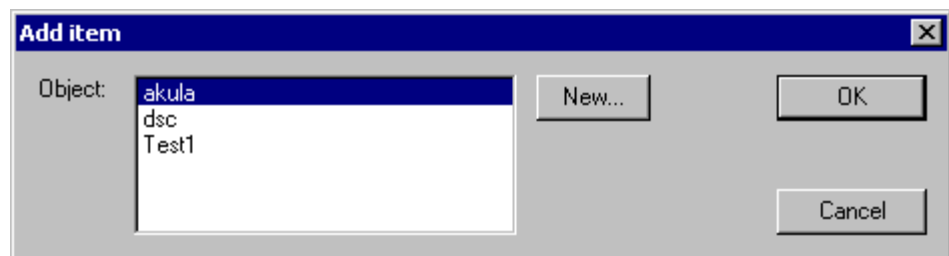 Add item
Object:
akula
dsc
Test1
New...
OK
Cancel